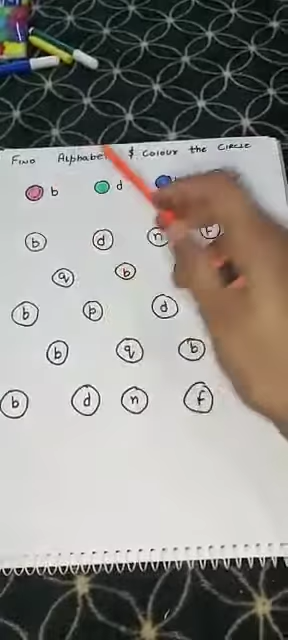 Find Alphabet & Colour the Circle
b d
b d n f
q b
b p d
b q b
b d n f